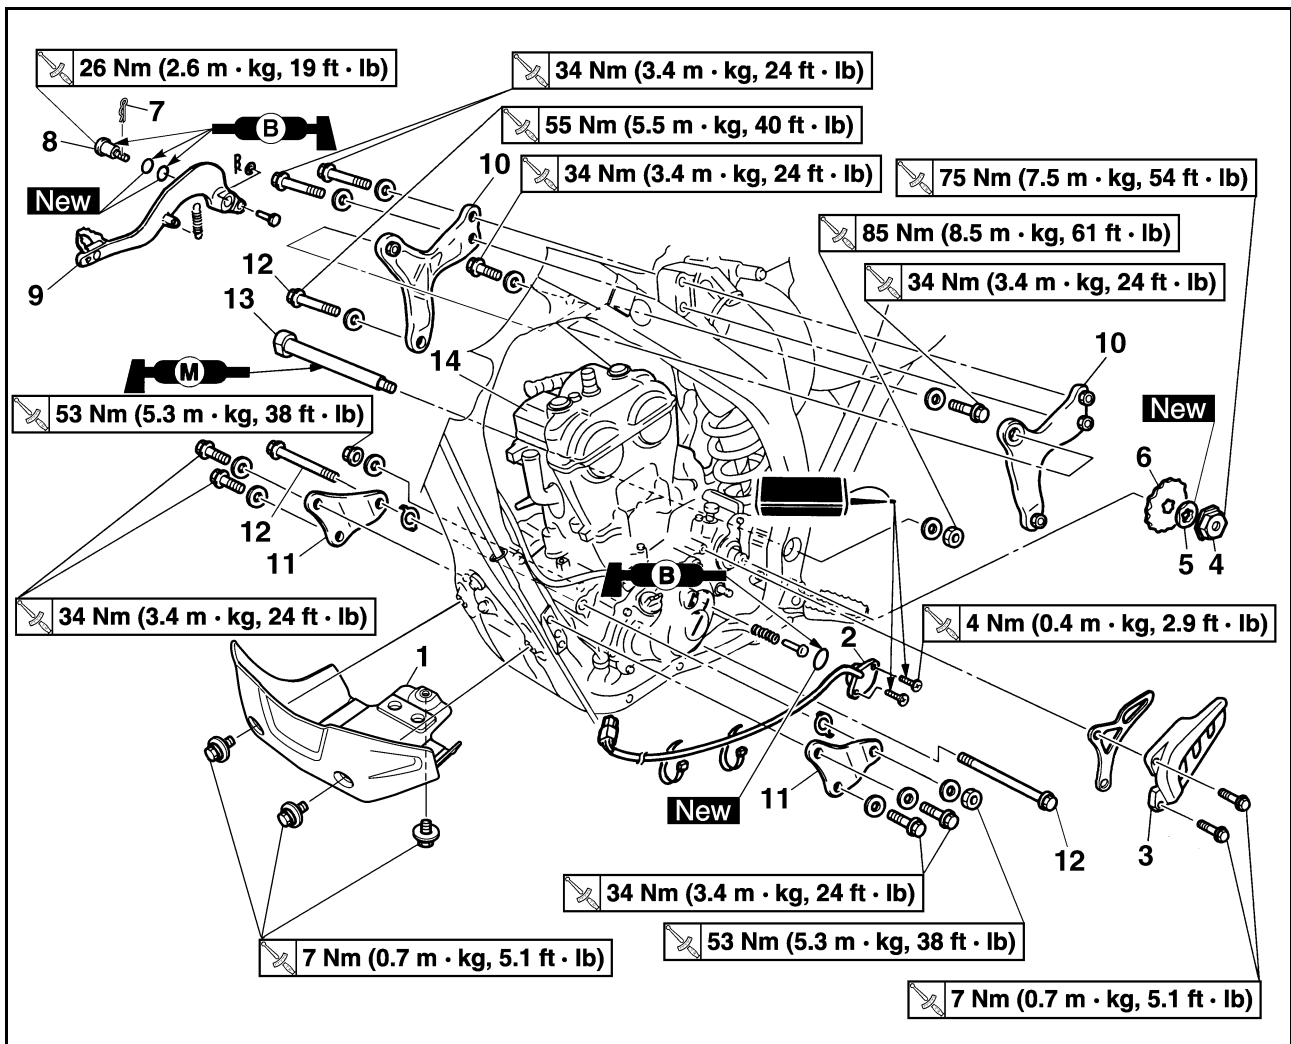 26 Nm (2.6 m · kg, 19 ft · lb)
34 Nm (3.4 m · kg, 24 ft · lb)
7
8
B
55 Nm (5.5 m · kg, 40 ft · lb)
10
34 Nm (3.4 m · kg, 24 ft · lb)
75 Nm (7.5 m · kg, 54 ft · lb)
New
85 Nm (8.5 m · kg, 61 ft · lb)
9
12
34 Nm (3.4 m · kg, 24 ft · lb)
13
14
10
M
53 Nm (5.3 m · kg, 38 ft · lb)
New
6
12
11
5
4
B
34 Nm (3.4 m · kg, 24 ft · lb)
4 Nm (0.4 m · kg, 2.9 ft · lb)
1
2
New
11
12
3
34 Nm (3.4 m · kg, 24 ft · lb)
53 Nm (5.3 m · kg, 38 ft · lb)
7 Nm (0.7 m · kg, 5.1 ft · lb)
7 Nm (0.7 m · kg, 5.1 ft · lb)